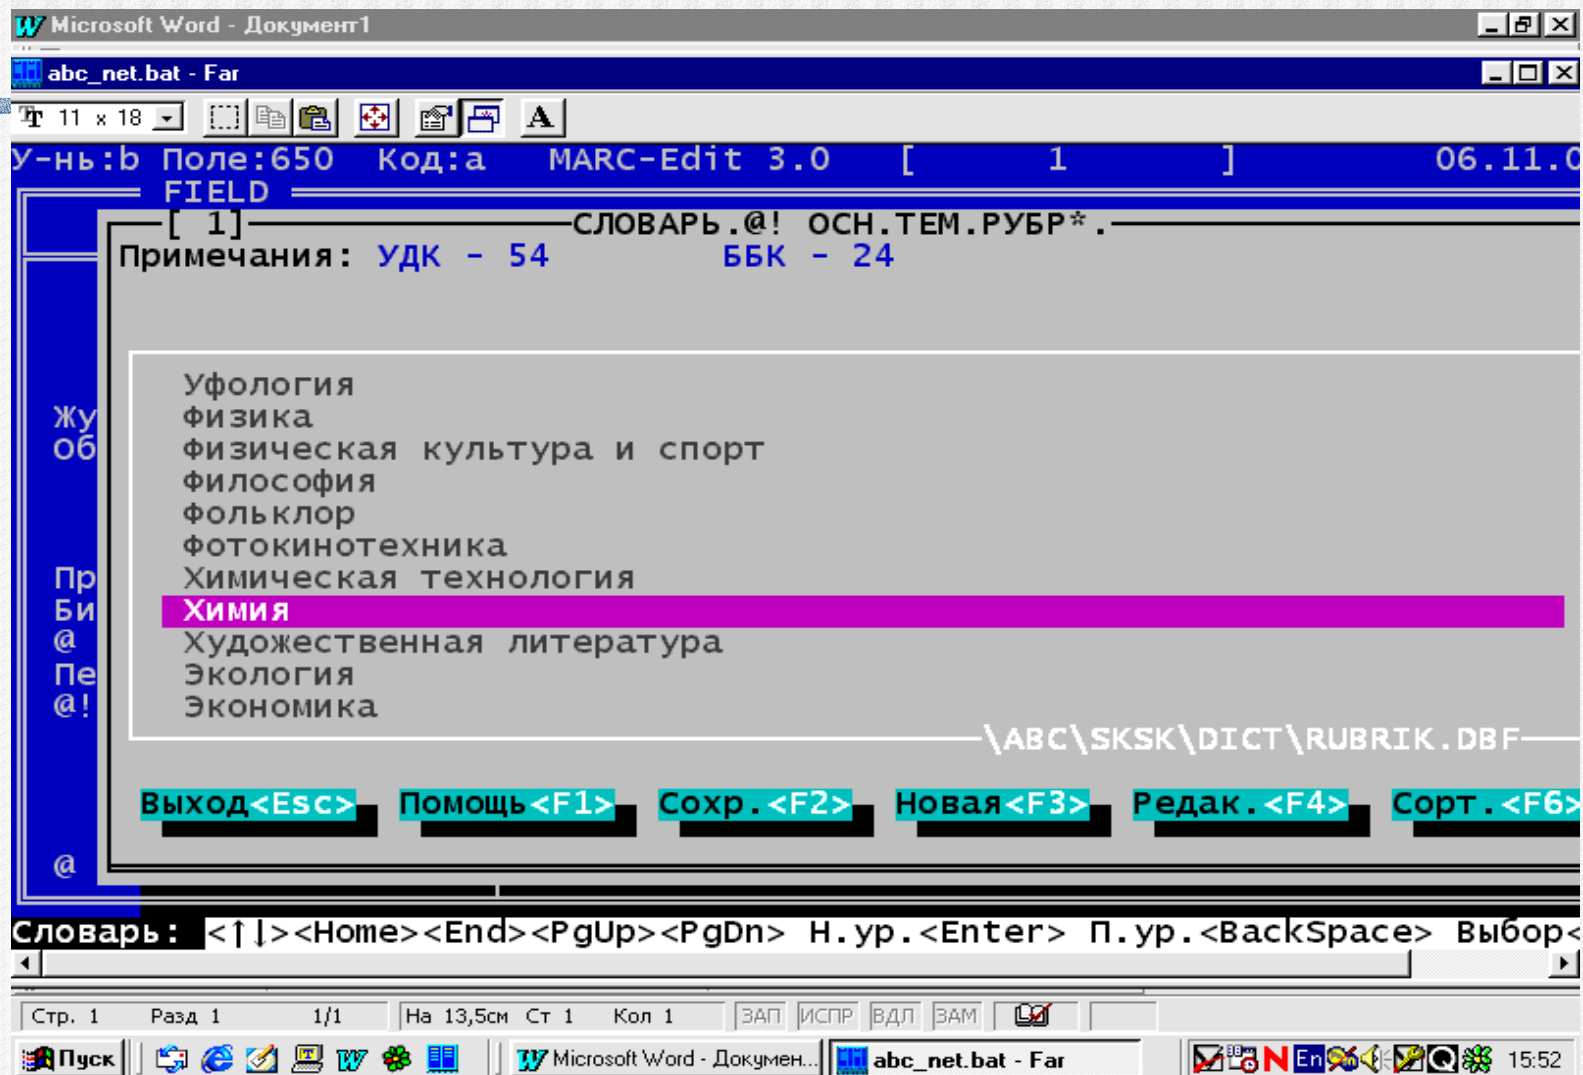 Microsoft Word - Документ1
abc_net.bat - Far
11 x 18
У-нь:b Поле:650 Код:a MARC-Edit 3.0 [ 1 ] 06.11.0
FIELD
[ 1] СЛОВАРЬ.@! ОСН.ТЕМ.РУБР*.
Примечания: УДК - 54 ББК - 24
Уфология
Жу Физика
Об Физическая культура и спорт
Философия
Фольклор
Фотокинотехника
Пр Химическая технология
Би Химия
@ Художественная литература
Пе Экология
@! Экономика
\ABC\SKSK\DICT\RUBRIK.DBF
Выход<Esc> Помощь<F1> Сохр.<F2> Новая<F3> Редак.<F4> Сорт.<F6>
@
Словарь: <↑↓><Home><End><PgUp><PgDn> Н.ур.<Enter> П.ур.<BackSpace> Выбор<
Стр. 1 Разд 1 1/1 На 13,5см Ст 1 Кол 1 ЗАП ИСПР ВДЛ ЗАМ
Пуск Microsoft Word - Докумен... abc_net.bat - Far En 15:52